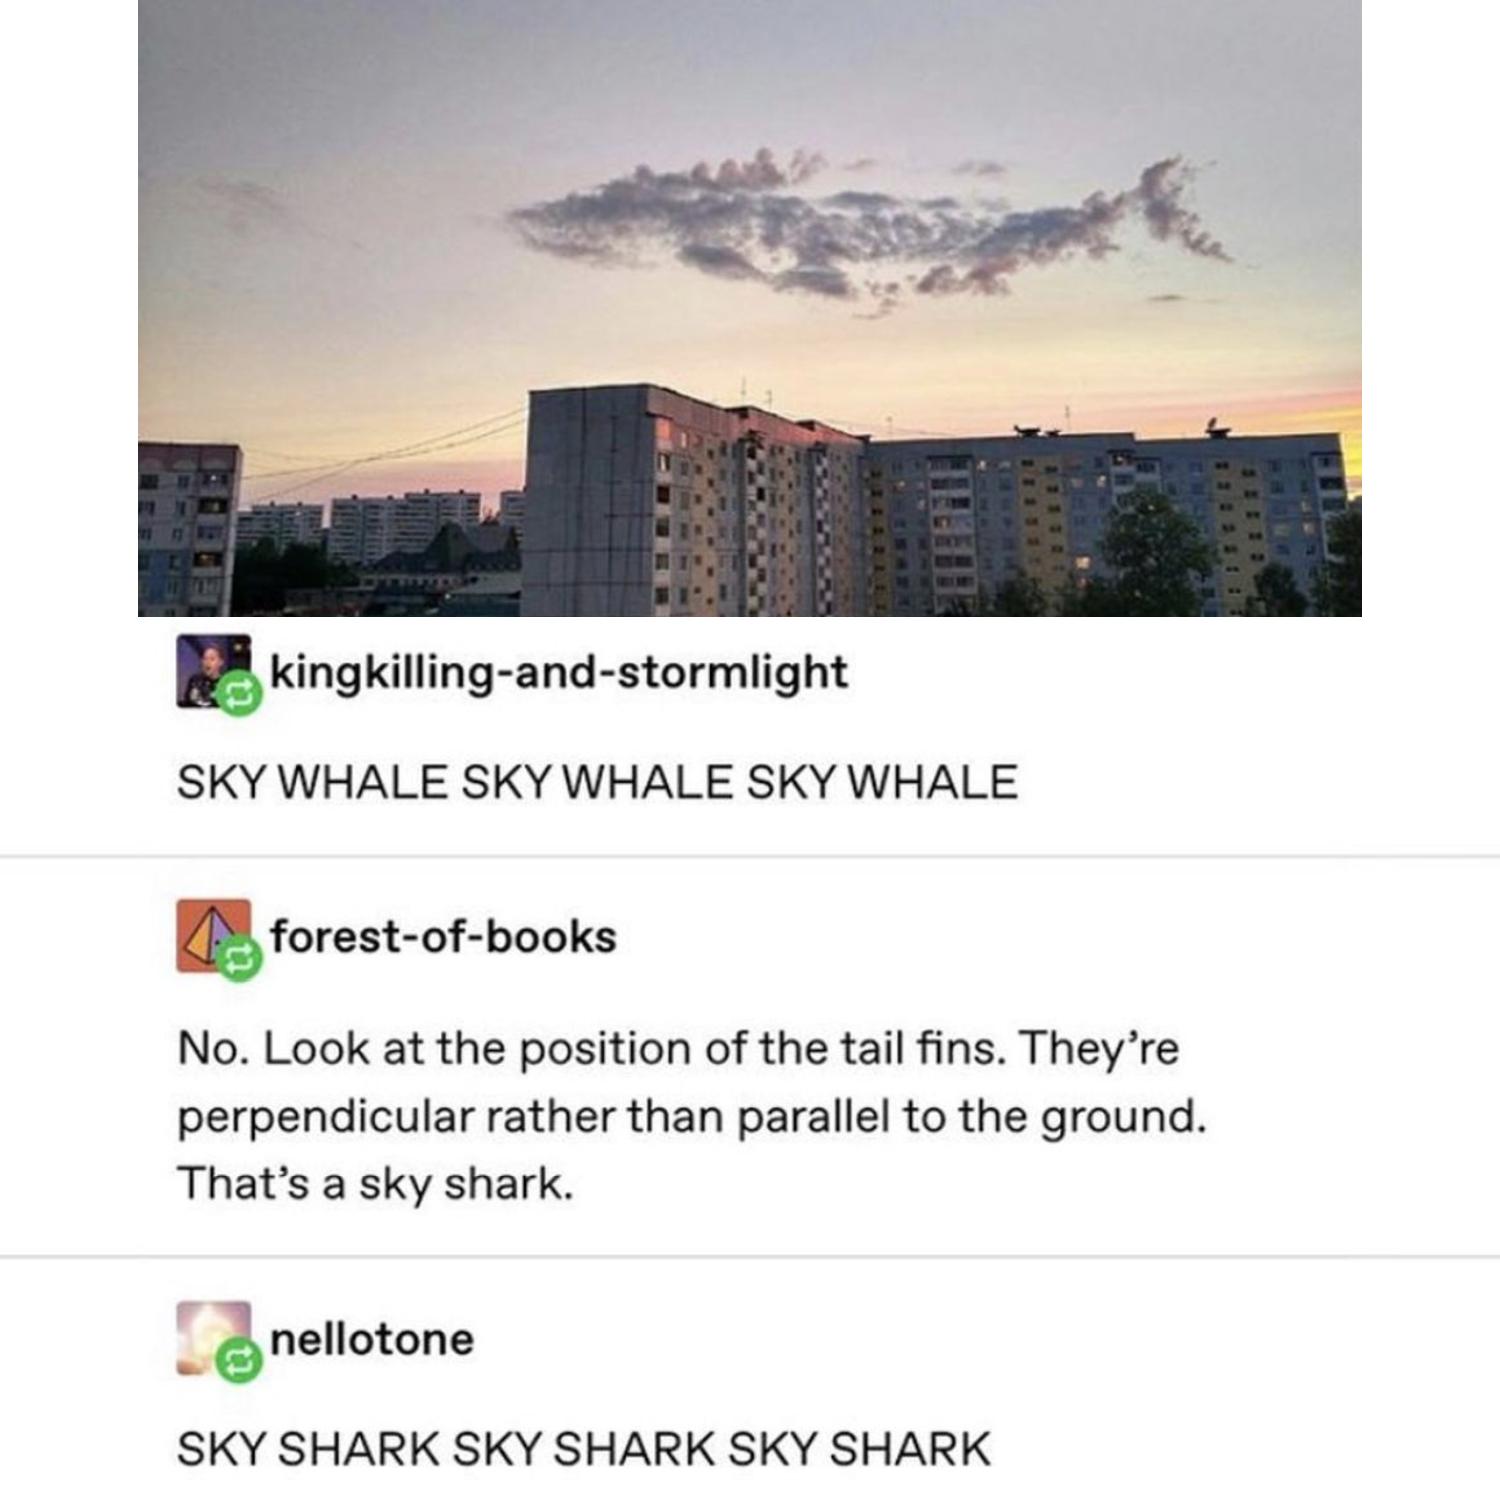 kingkilling-and-stormlight
SKY WHALE SKY WHALE SKY WHALE
forest-of-books
No. Look at the position of the tail fins. They’re
perpendicular rather than parallel to the ground.
That’s a sky shark.
nellotone
SKY SHARK SKY SHARK SKY SHARK